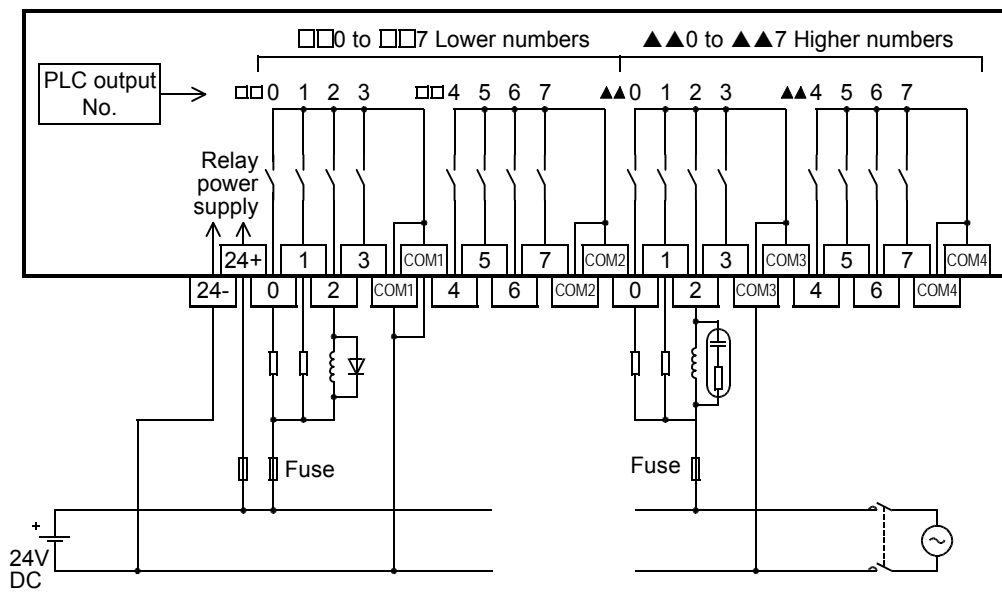 □□0 to □□7 Lower numbers ▲▲0 to ▲▲7 Higher numbers
PLC output
No.
□□ 0 1 2 3 □□ 4 5 6 7 ▲▲ 0 1 2 3 ▲▲ 4 5 6 7
Relay
power
supply
24+ 1 3 COM1 5 7 COM2 1 3 COM3 5 7 COM4
24- 0 2 COM1 4 6 COM2 0 2 COM3 4 6 COM4
Fuse Fuse
+
24V
DC